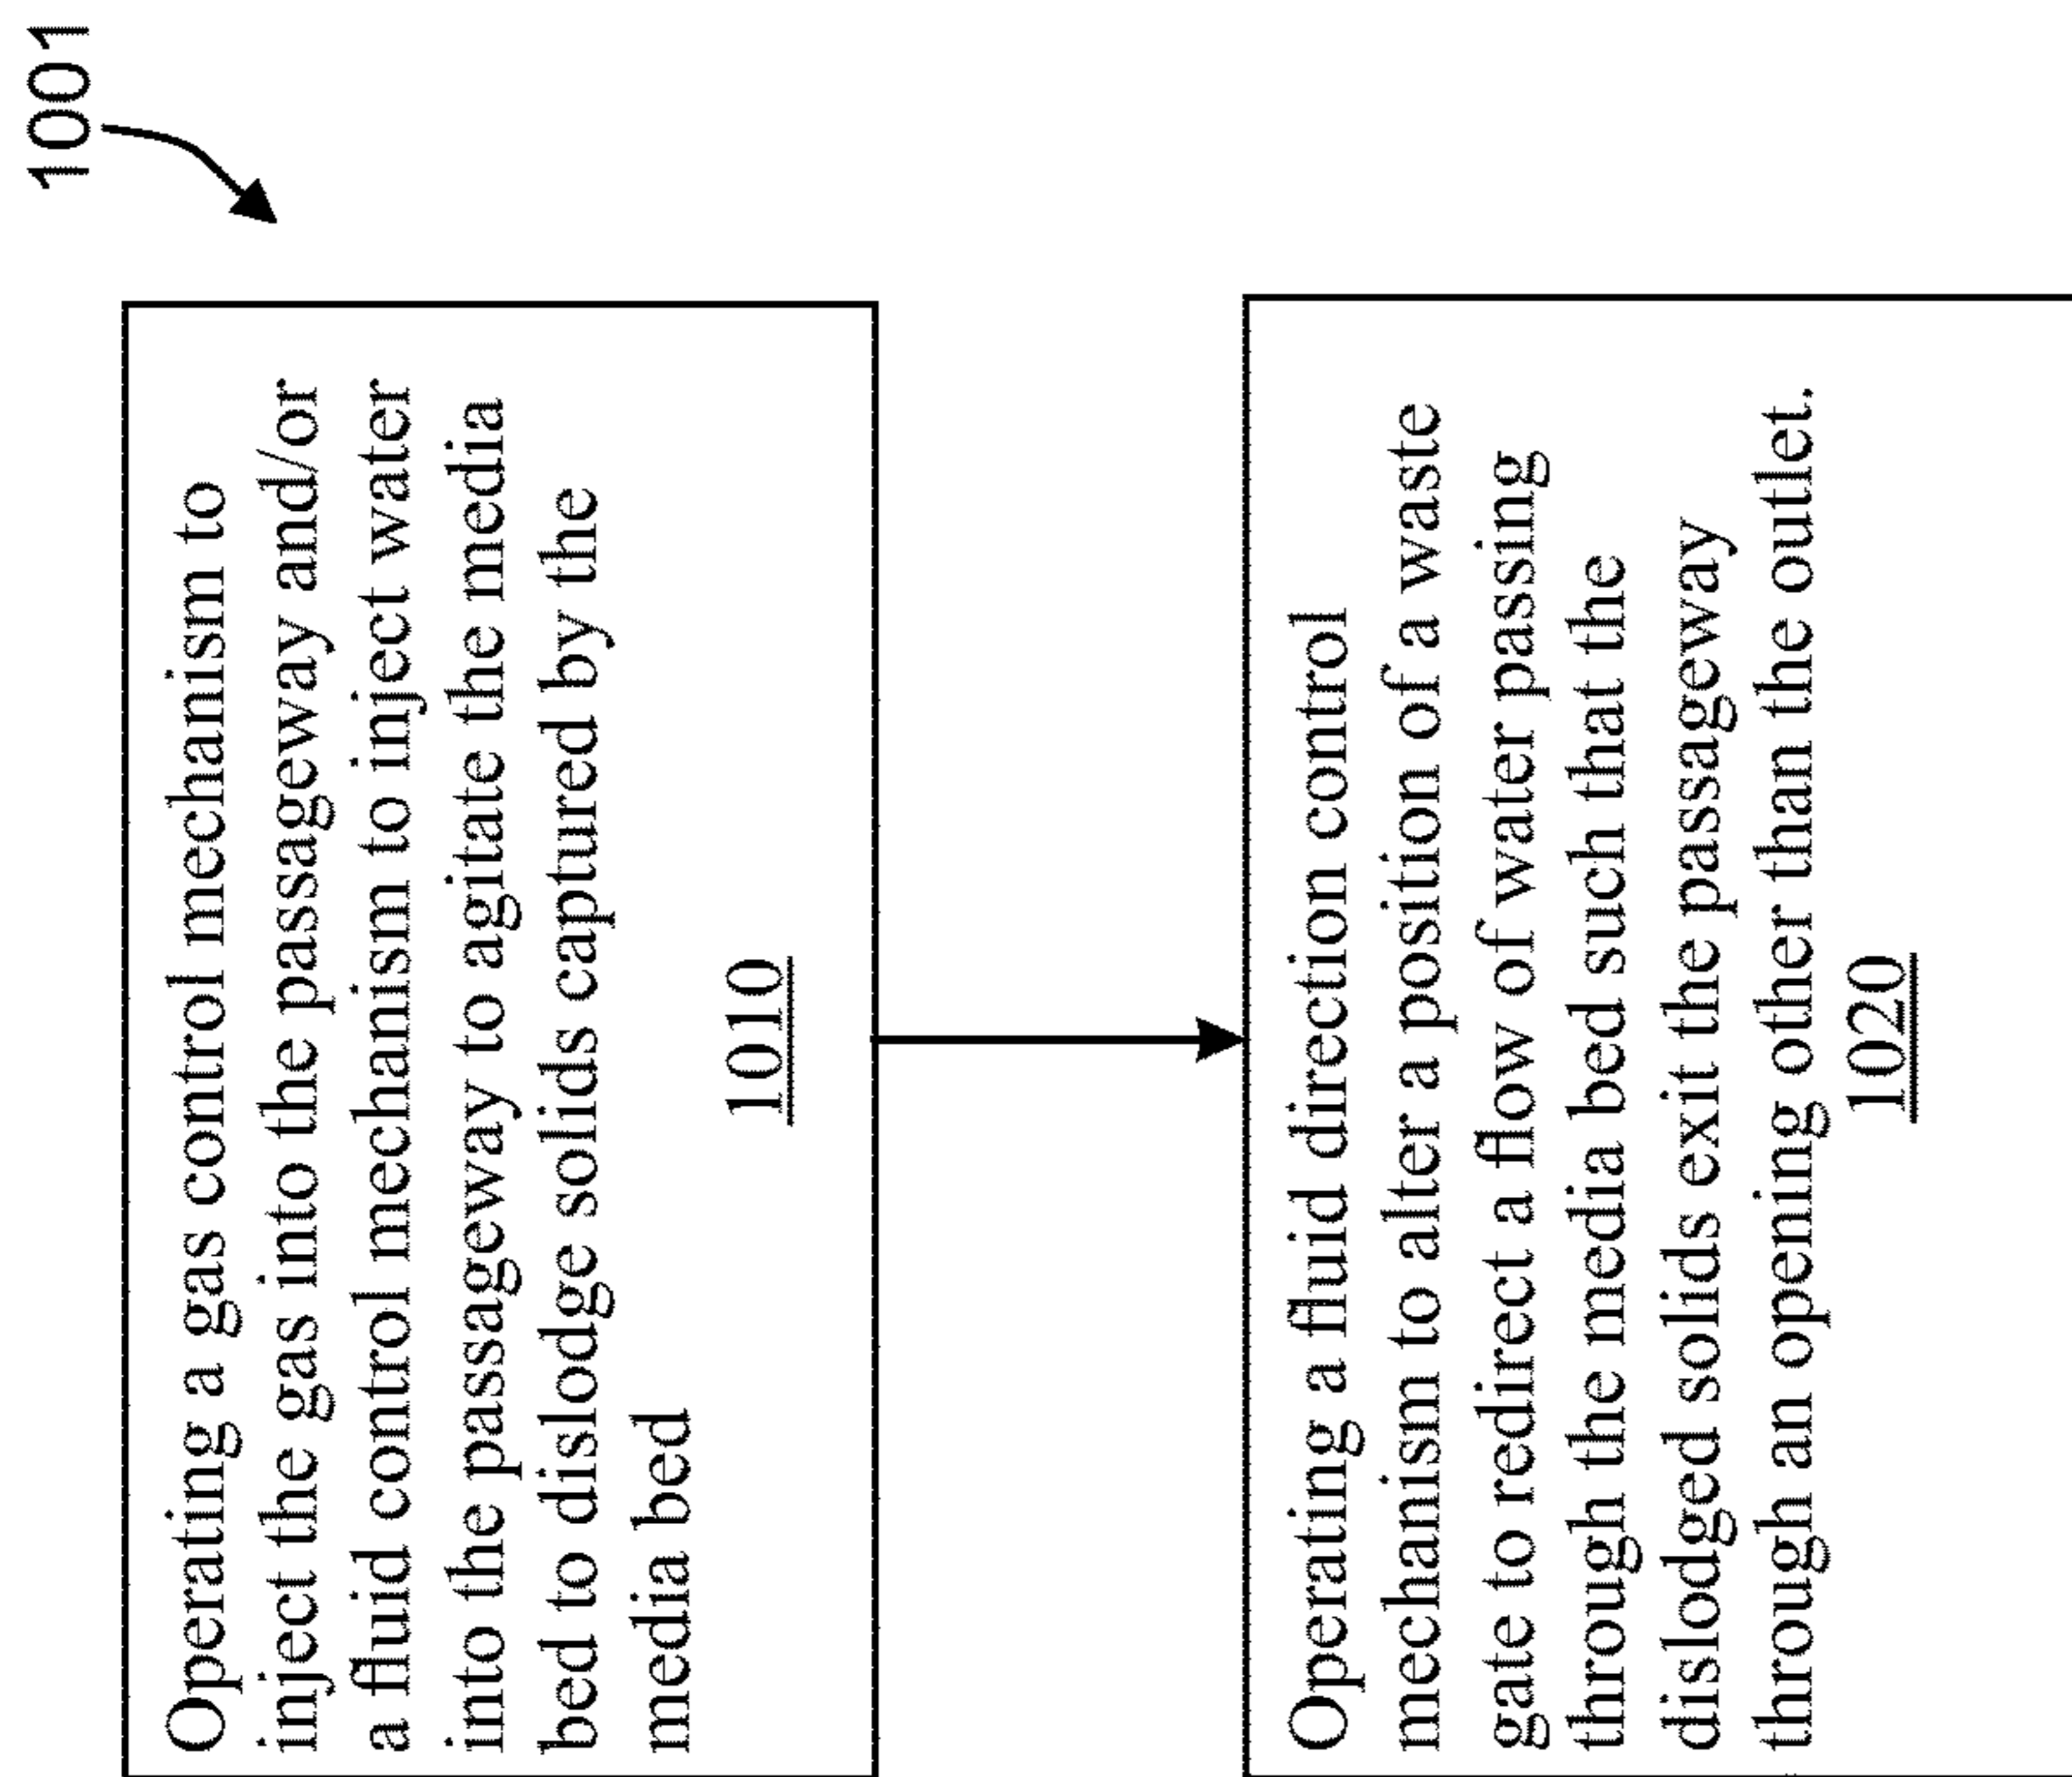 1001
Operating a gas control mechanism to
inject the gas into the passageway and/or
a fluid control mechanism to inject water
into the passageway to agitate the media
bed to dislodge solids captured by the
media bed
1010
Operating a fluid direction control
mechanism to alter a position of a waste
gate to redirect a flow of water passing
through the media bed such that the
dislodged solids exit the passageway
through an opening other than the outlet.
1020